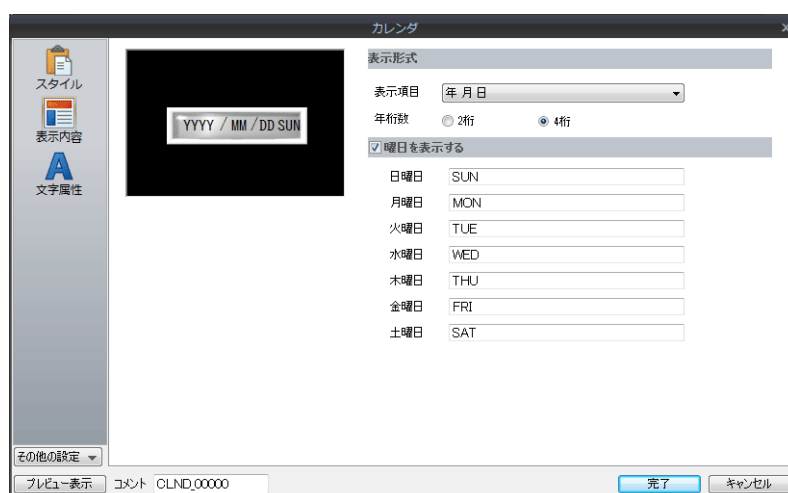 カレンダ
x
スタイル
表示内容
A
文字属性
その他の設定
YYYY / MM / DD SUN
表示形式
表示項目 年 月 日
年桁数 2桁 4桁
曜日を表示する
日曜日 SUN
月曜日 MON
火曜日 TUE
水曜日 WED
木曜日 THU
金曜日 FRI
土曜日 SAT
プレビュー表示 コメント CLND_00000 完了 キャンセル